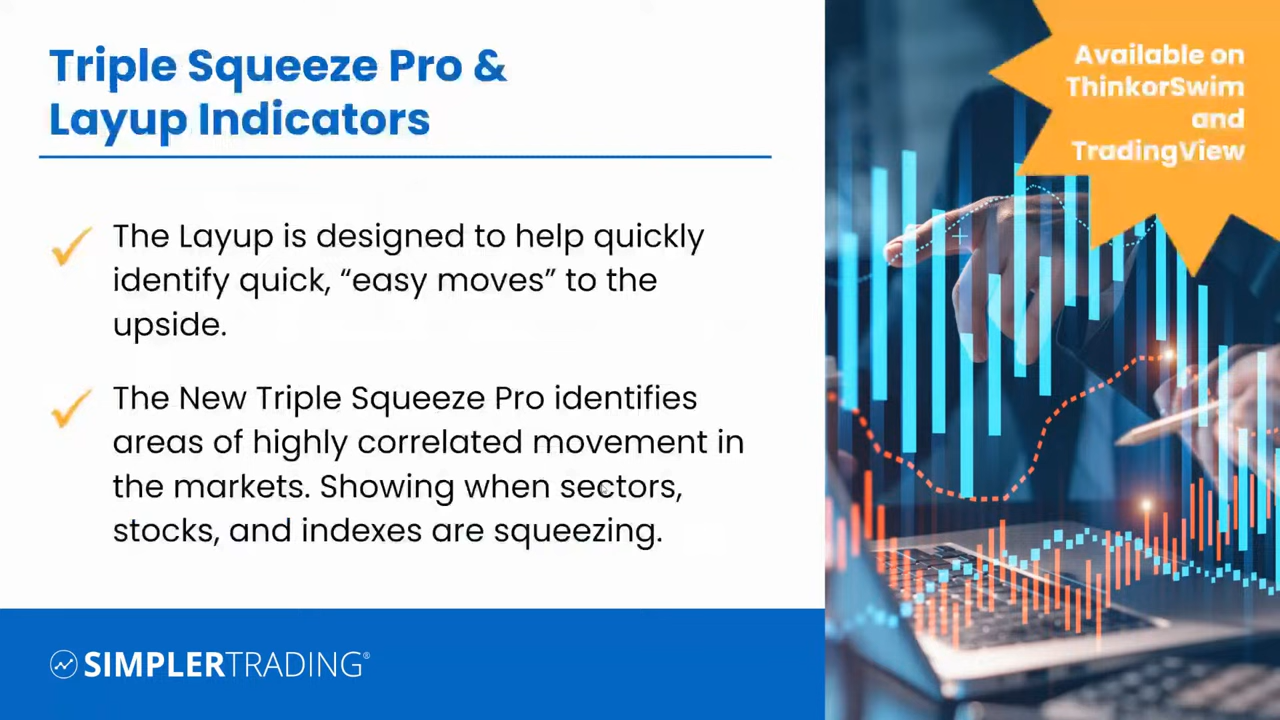 Triple Squeeze Pro &
Layup Indicators
Available on
ThinkorSwim
and
TradingView
The Layup is designed to help quickly
identify quick, “easy moves” to the
upside.
The New Triple Squeeze Pro identifies
areas of highly correlated movement in
the markets. Showing when sectors,
stocks, and indexes are squeezing.
SIMPLERTRADING®